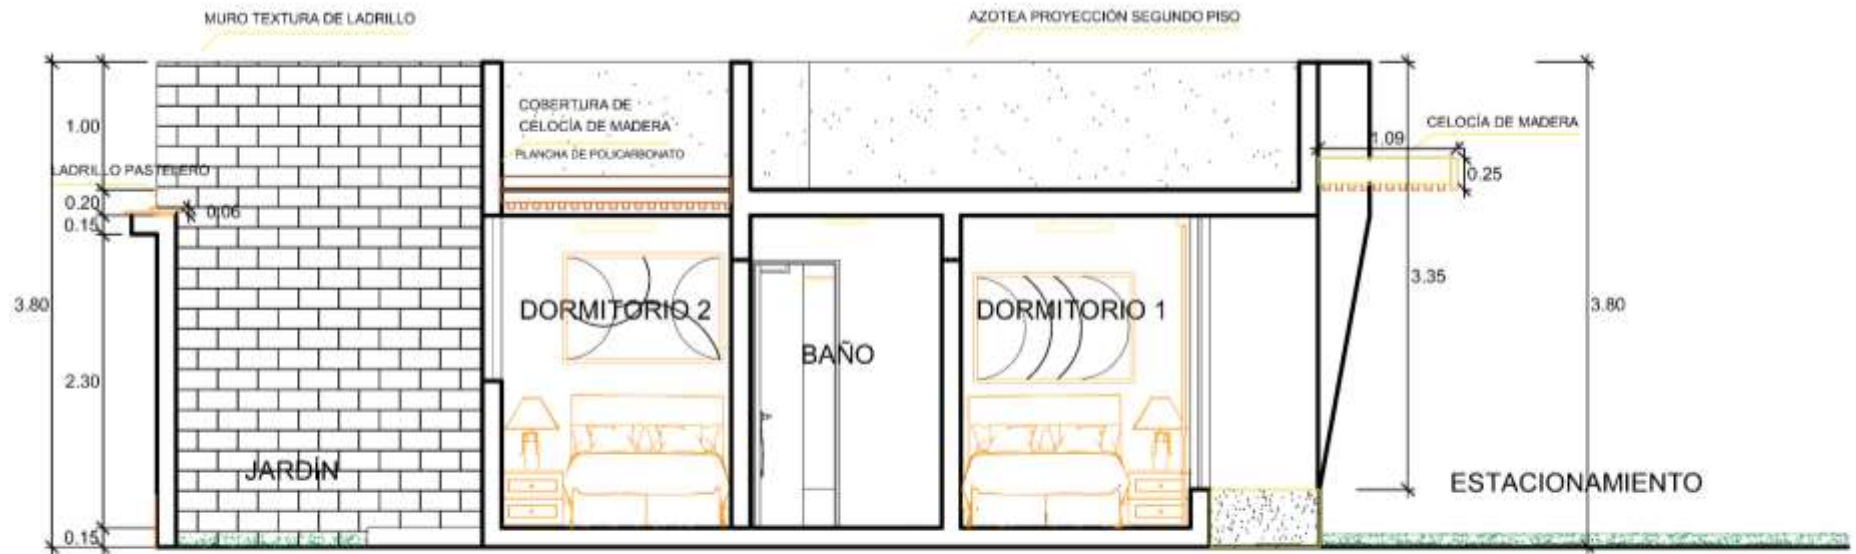 MURO TEXTURA DE LADRILLO
AZOTEA PROYECCIÓN SEGUNDO PISO
COBERTURA DE
CELOCÍA DE MADERA
PLANCHA DE POLICARBONATO
CELOCÍA DE MADERA
1.00
1.09
LADRILLO PASTELERO
0.25
0.20
0.06
0.15
3.35
3.80
DORMITORIO 2
DORMITORIO 1
3.80
BAÑO
2.30
JARDÍN
ESTACIONAMIENTO
0.15